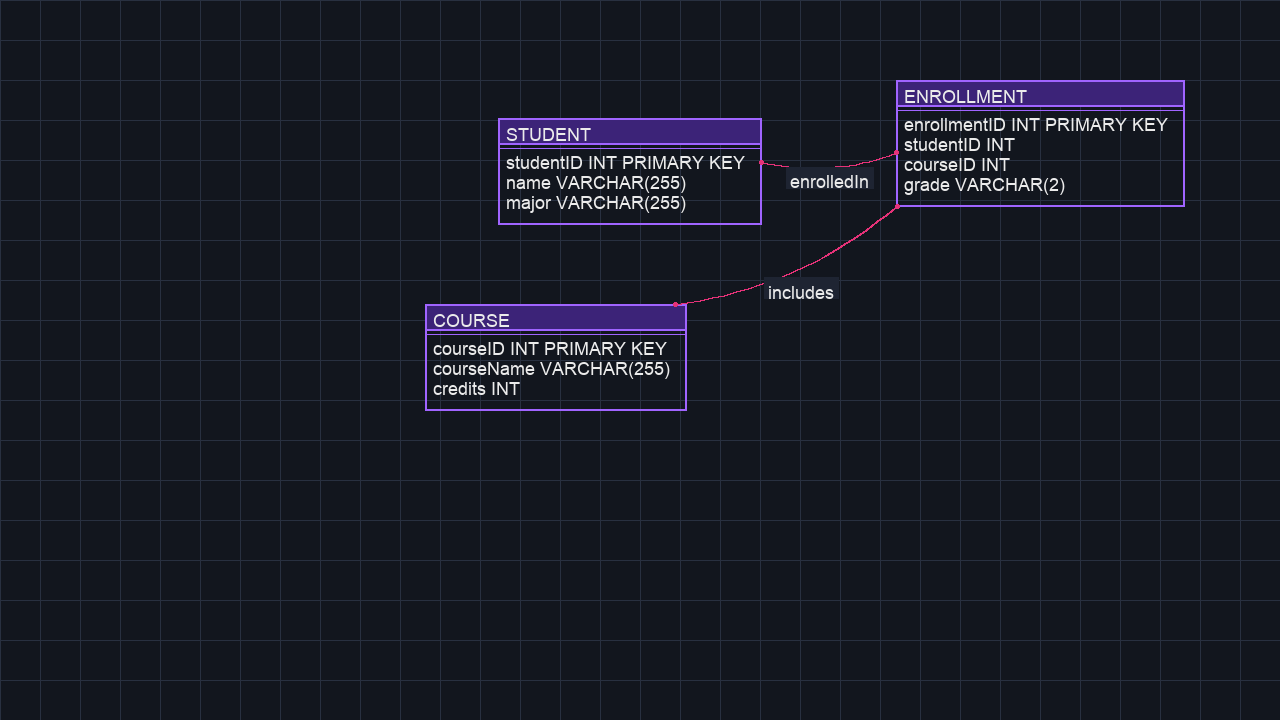 STUDENT
studentID INT PRIMARY KEY
name VARCHAR(255)
major VARCHAR(255)
enrolledIn
ENROLLMENT
enrollmentID INT PRIMARY KEY
studentID INT
courseID INT
grade VARCHAR(2)
includes
COURSE
courseID INT PRIMARY KEY
courseName VARCHAR(255)
credits INT